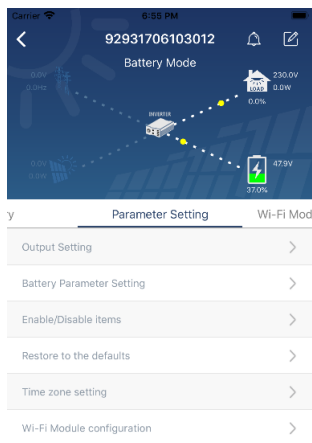 Carrier 6:55 PM
92931706103012
Battery Mode
0.0V
0.0Hz
INVERTER
LOAD
230.0V
0.0W
0.0%
0.0V
0.0W
47.9V
37.0%
ry Parameter Setting Wi-Fi Mod
Output Setting
Battery Parameter Setting
Enable/Disable items
Restore to the defaults
Time zone setting
Wi-Fi Module configuration